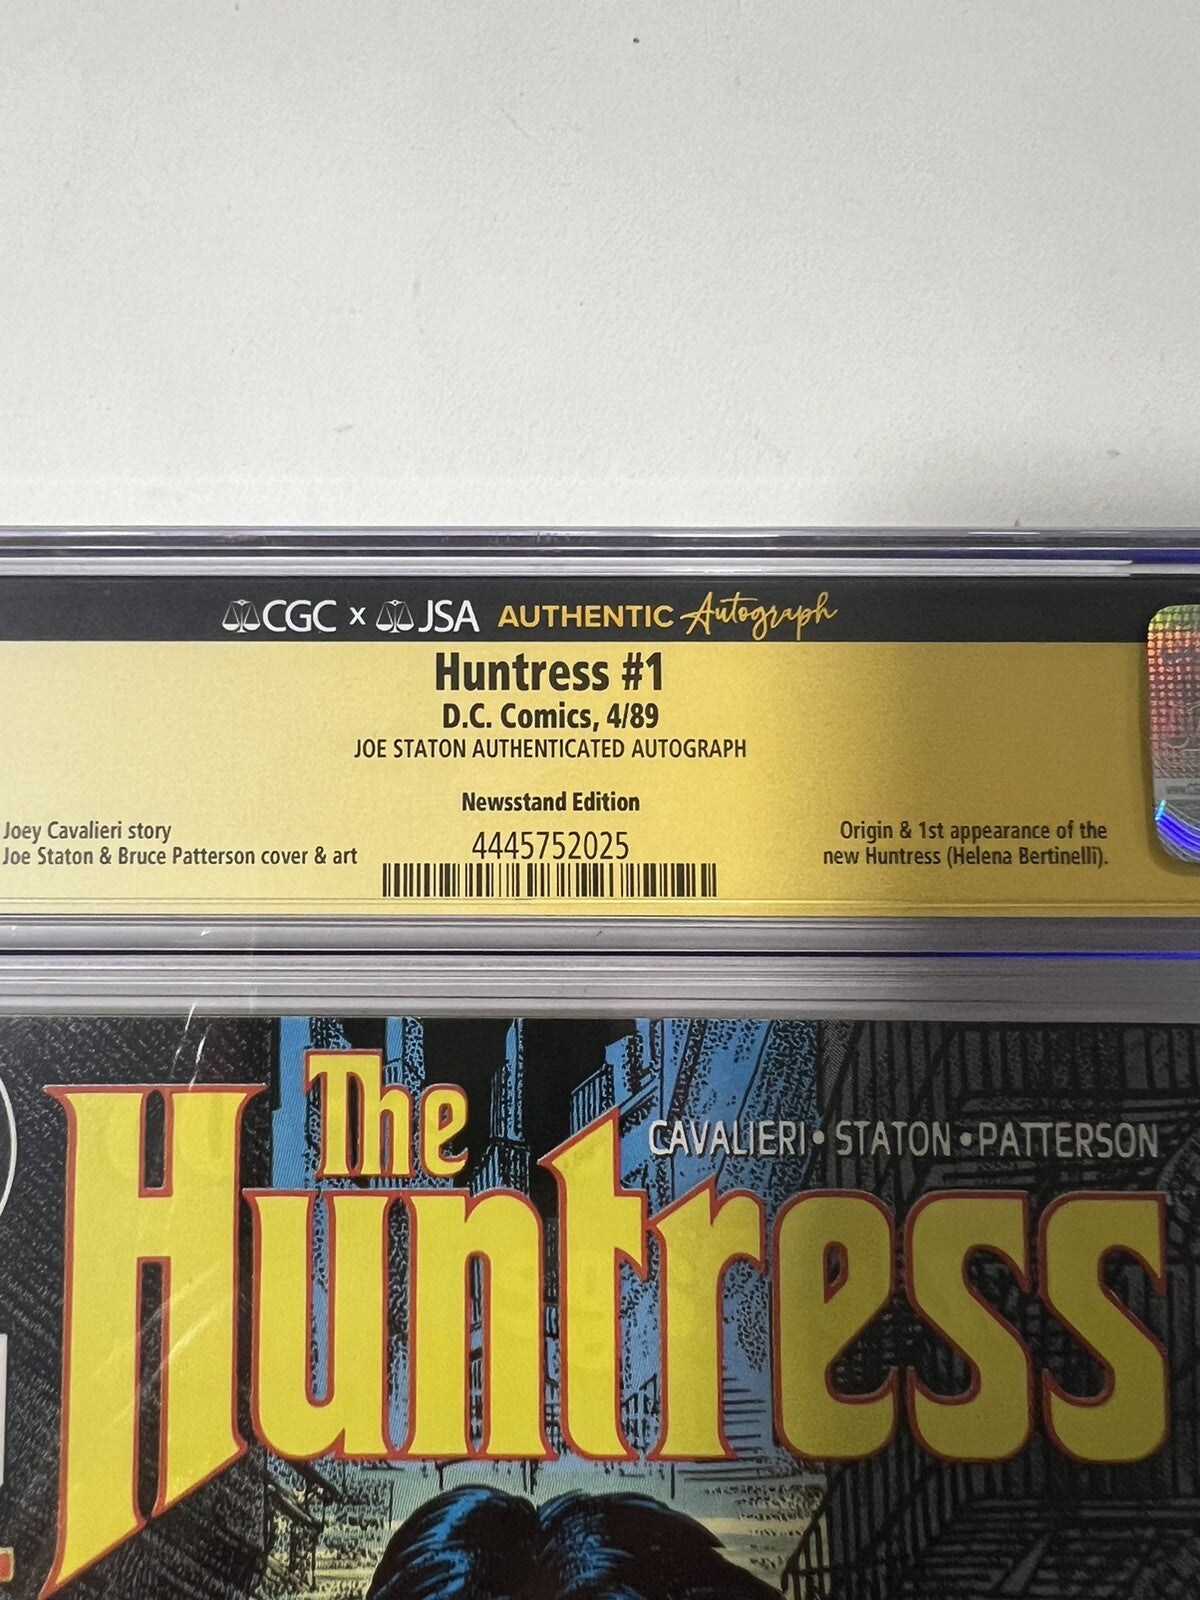 CGC x JSA AUTHENTIC Autograph
Huntress #1
D.C. Comics, 4/89
JOE STATON AUTHENTICATED AUTOGRAPH
Newsstand Edition
4445752025
Joey Cavalieri story
Joe Staton & Bruce Patterson cover & art
Origin & 1st appearance of the
new Huntress (Helena Bertinelli).
The
CAVALIERI • STATON • PATTERSON
Huntress